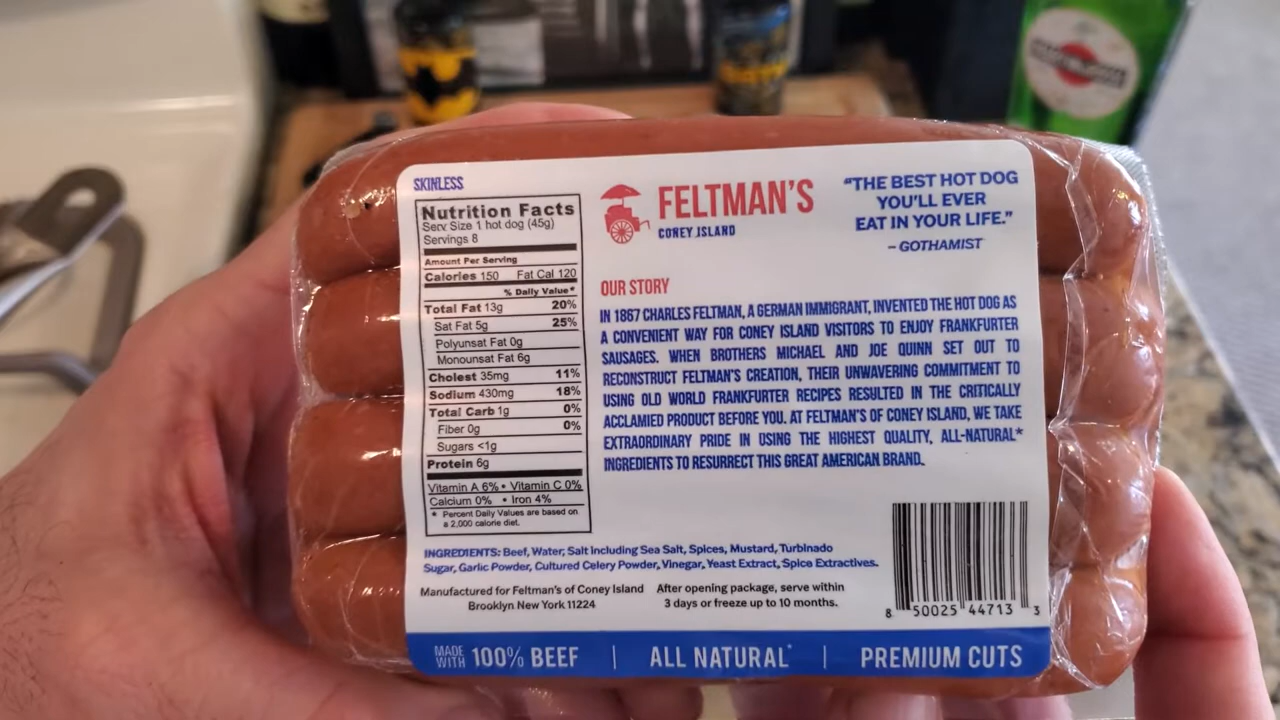 SKINLESS
Nutrition Facts
Serv Size 1 hot dog (45g)
Servings 8
Amount Per Serving
Calories 150 Fat Cal 120
% Daily Value*
Total Fat 13g 20%
Sat Fat 5g 25%
Polyunsat Fat 0g
Monounsat Fat 6g
Cholest 35mg 11%
Sodium 430mg 18%
Total Carb 1g 0%
Fiber 0g 0%
Sugars <1g
Protein 6g
Vitamin A 6% • Vitamin C 0%
Calcium 0% • Iron 4%
* Percent Daily Values are based on
a 2,000 calorie diet.
FELTMAN'S
CONEY ISLAND
"THE BEST HOT DOG
YOU'LL EVER
EAT IN YOUR LIFE."
– GOTHAMIST
OUR STORY
IN 1867 CHARLES FELTMAN, A GERMAN IMMIGRANT, INVENTED THE HOT DOG AS
A CONVENIENT WAY FOR CONEY ISLAND VISITORS TO ENJOY FRANKFURTER
SAUSAGES. WHEN BROTHERS MICHAEL AND JOE QUINN SET OUT TO
RECONSTRUCT FELTMAN'S CREATION, THEIR UNWAVERING COMMITMENT TO
USING OLD WORLD FRANKFURTER RECIPES RESULTED IN THE CRITICALLY
ACCLAMIED PRODUCT BEFORE YOU. AT FELTMAN'S OF CONEY ISLAND, WE TAKE
EXTRAORDINARY PRIDE IN USING THE HIGHEST QUALITY, ALL-NATURAL*
INGREDIENTS TO RESURRECT THIS GREAT AMERICAN BRAND.
INGREDIENTS: Beef, Water, Salt including Sea Salt, Spices, Mustard, Turbinado
Sugar, Garlic Powder, Cultured Celery Powder, Vinegar, Yeast Extract, Spice Extractives.
Manufactured for Feltman's of Coney Island
Brooklyn New York 11224
After opening package, serve within
3 days or freeze up to 10 months.
8 50025 44713 3
MADE WITH 100% BEEF | ALL NATURAL* | PREMIUM CUTS